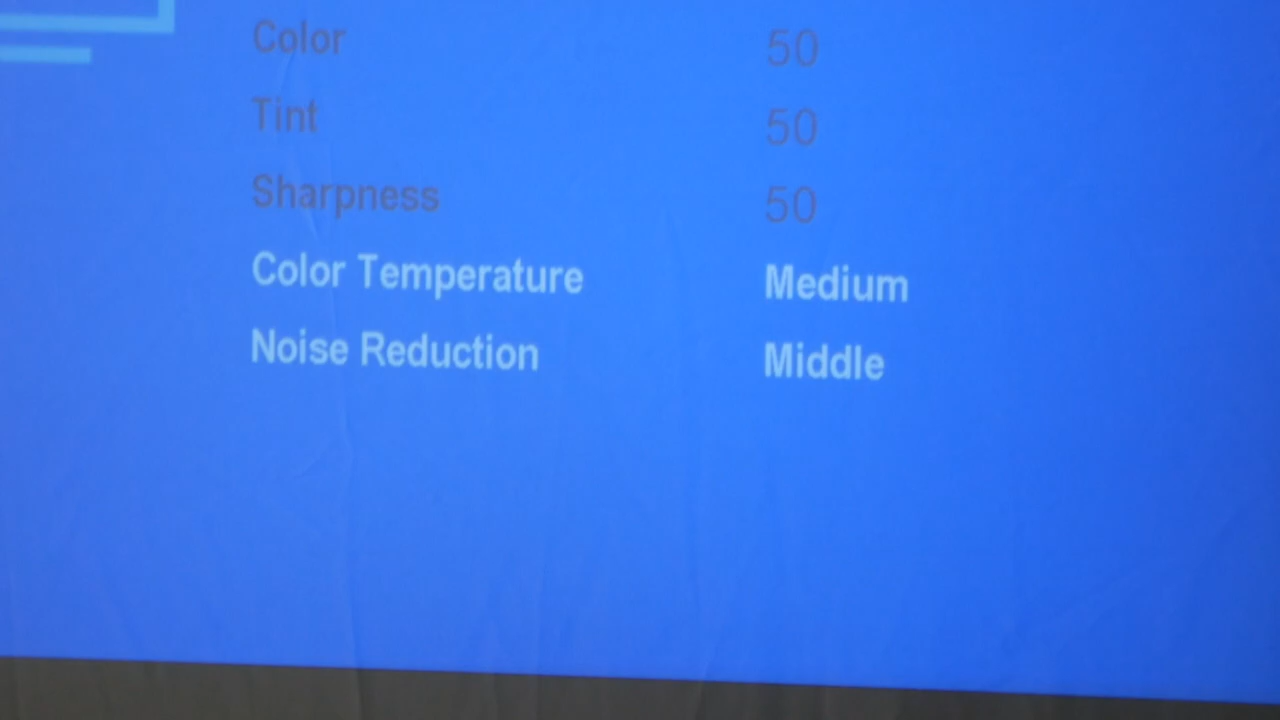 Color 50
Tint 50
Sharpness 50
Color Temperature Medium
Noise Reduction Middle